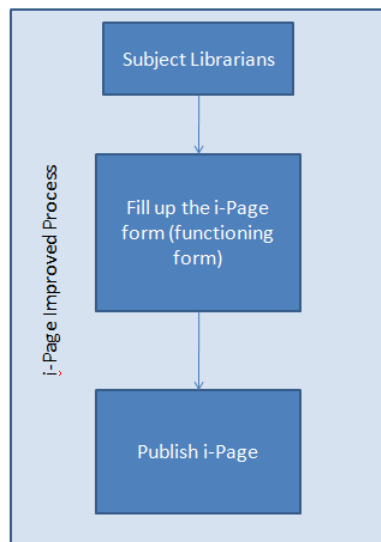 i-Page Improved Process
Subject Librarians
Fill up the i-Page
form (functioning
form)
Publish i-Page